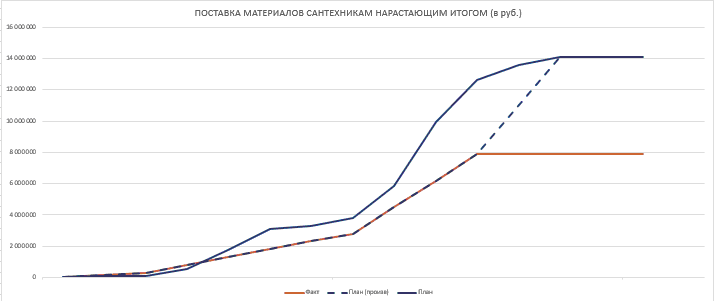 ПОСТАВКА МАТЕРИАЛОВ САНТЕХНИКАМ НАРАСТАЮЩИМ ИТОГОМ (в руб.)
16 000 000
14 000 000
12 000 000
10 000 000
8 000 000
6 000 000
4 000 000
2 000 000
0
Факт План (произв) План